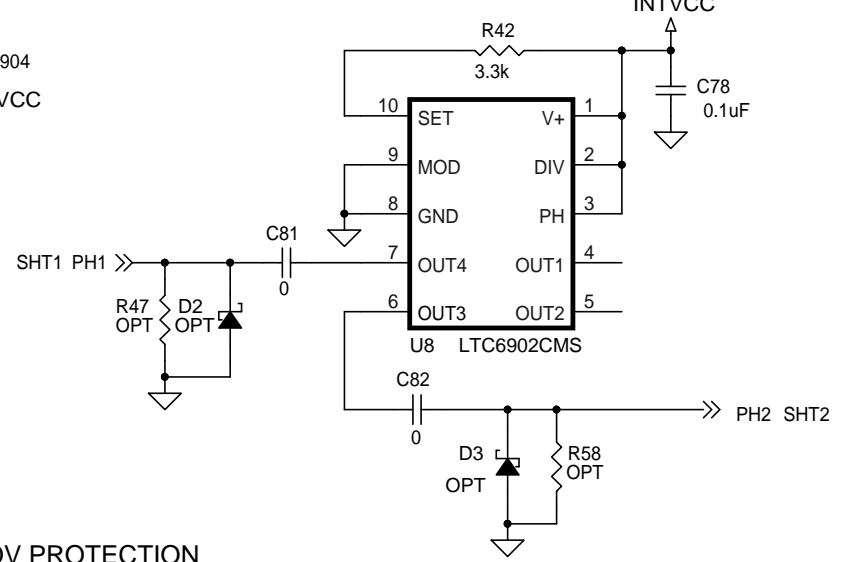 INTVCC
R42
904
3.3k
C78
VCC
0.1uF
10
SET
V+
1
9
MOD
DIV
2
8
GND
PH
3
C81
SHT1 PH1
7
OUT4
OUT1
4
0
R47
D2
6
OUT3
OUT2
5
OPT
OPT
U8 LTC6902CMS
C82
PH2 SHT2
0
D3
R58
OPT
OPT
OV PROTECTION